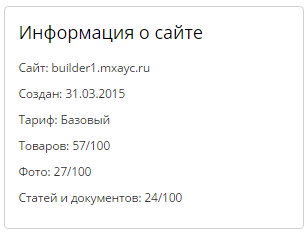 Информация о сайте
Сайт: builder1.mxayc.ru
Создан: 31.03.2015
Тариф: Базовый
Товаров: 57/100
Фото: 27/100
Статей и документов: 24/100